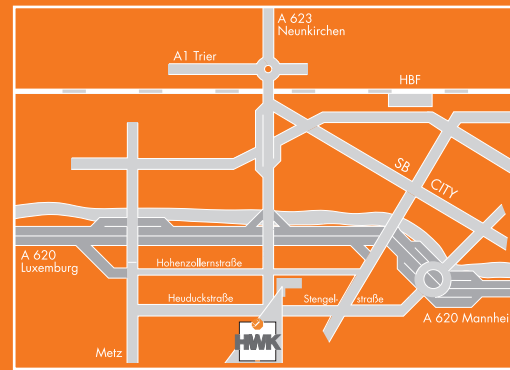 A 623
Neunkirchen
A1 Trier
HBF
SB
CITY
A 620
Luxemburg
Hohenzollernstraße
Heuduckstraße
Stengel- straße
A 620 Mannhei
HWK
Metz